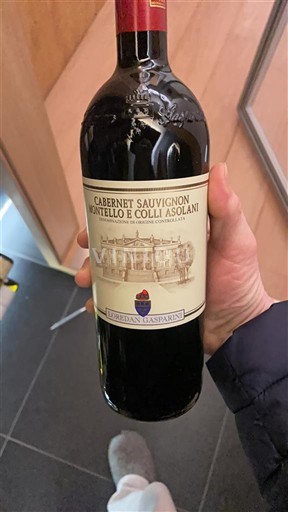 CABERNET SAUVIGNON
MONTELLO E COLLI ASOLANI
DENOMINAZIONE DI ORIGINE CONTROLLATA
LOREDAN GASPARINI